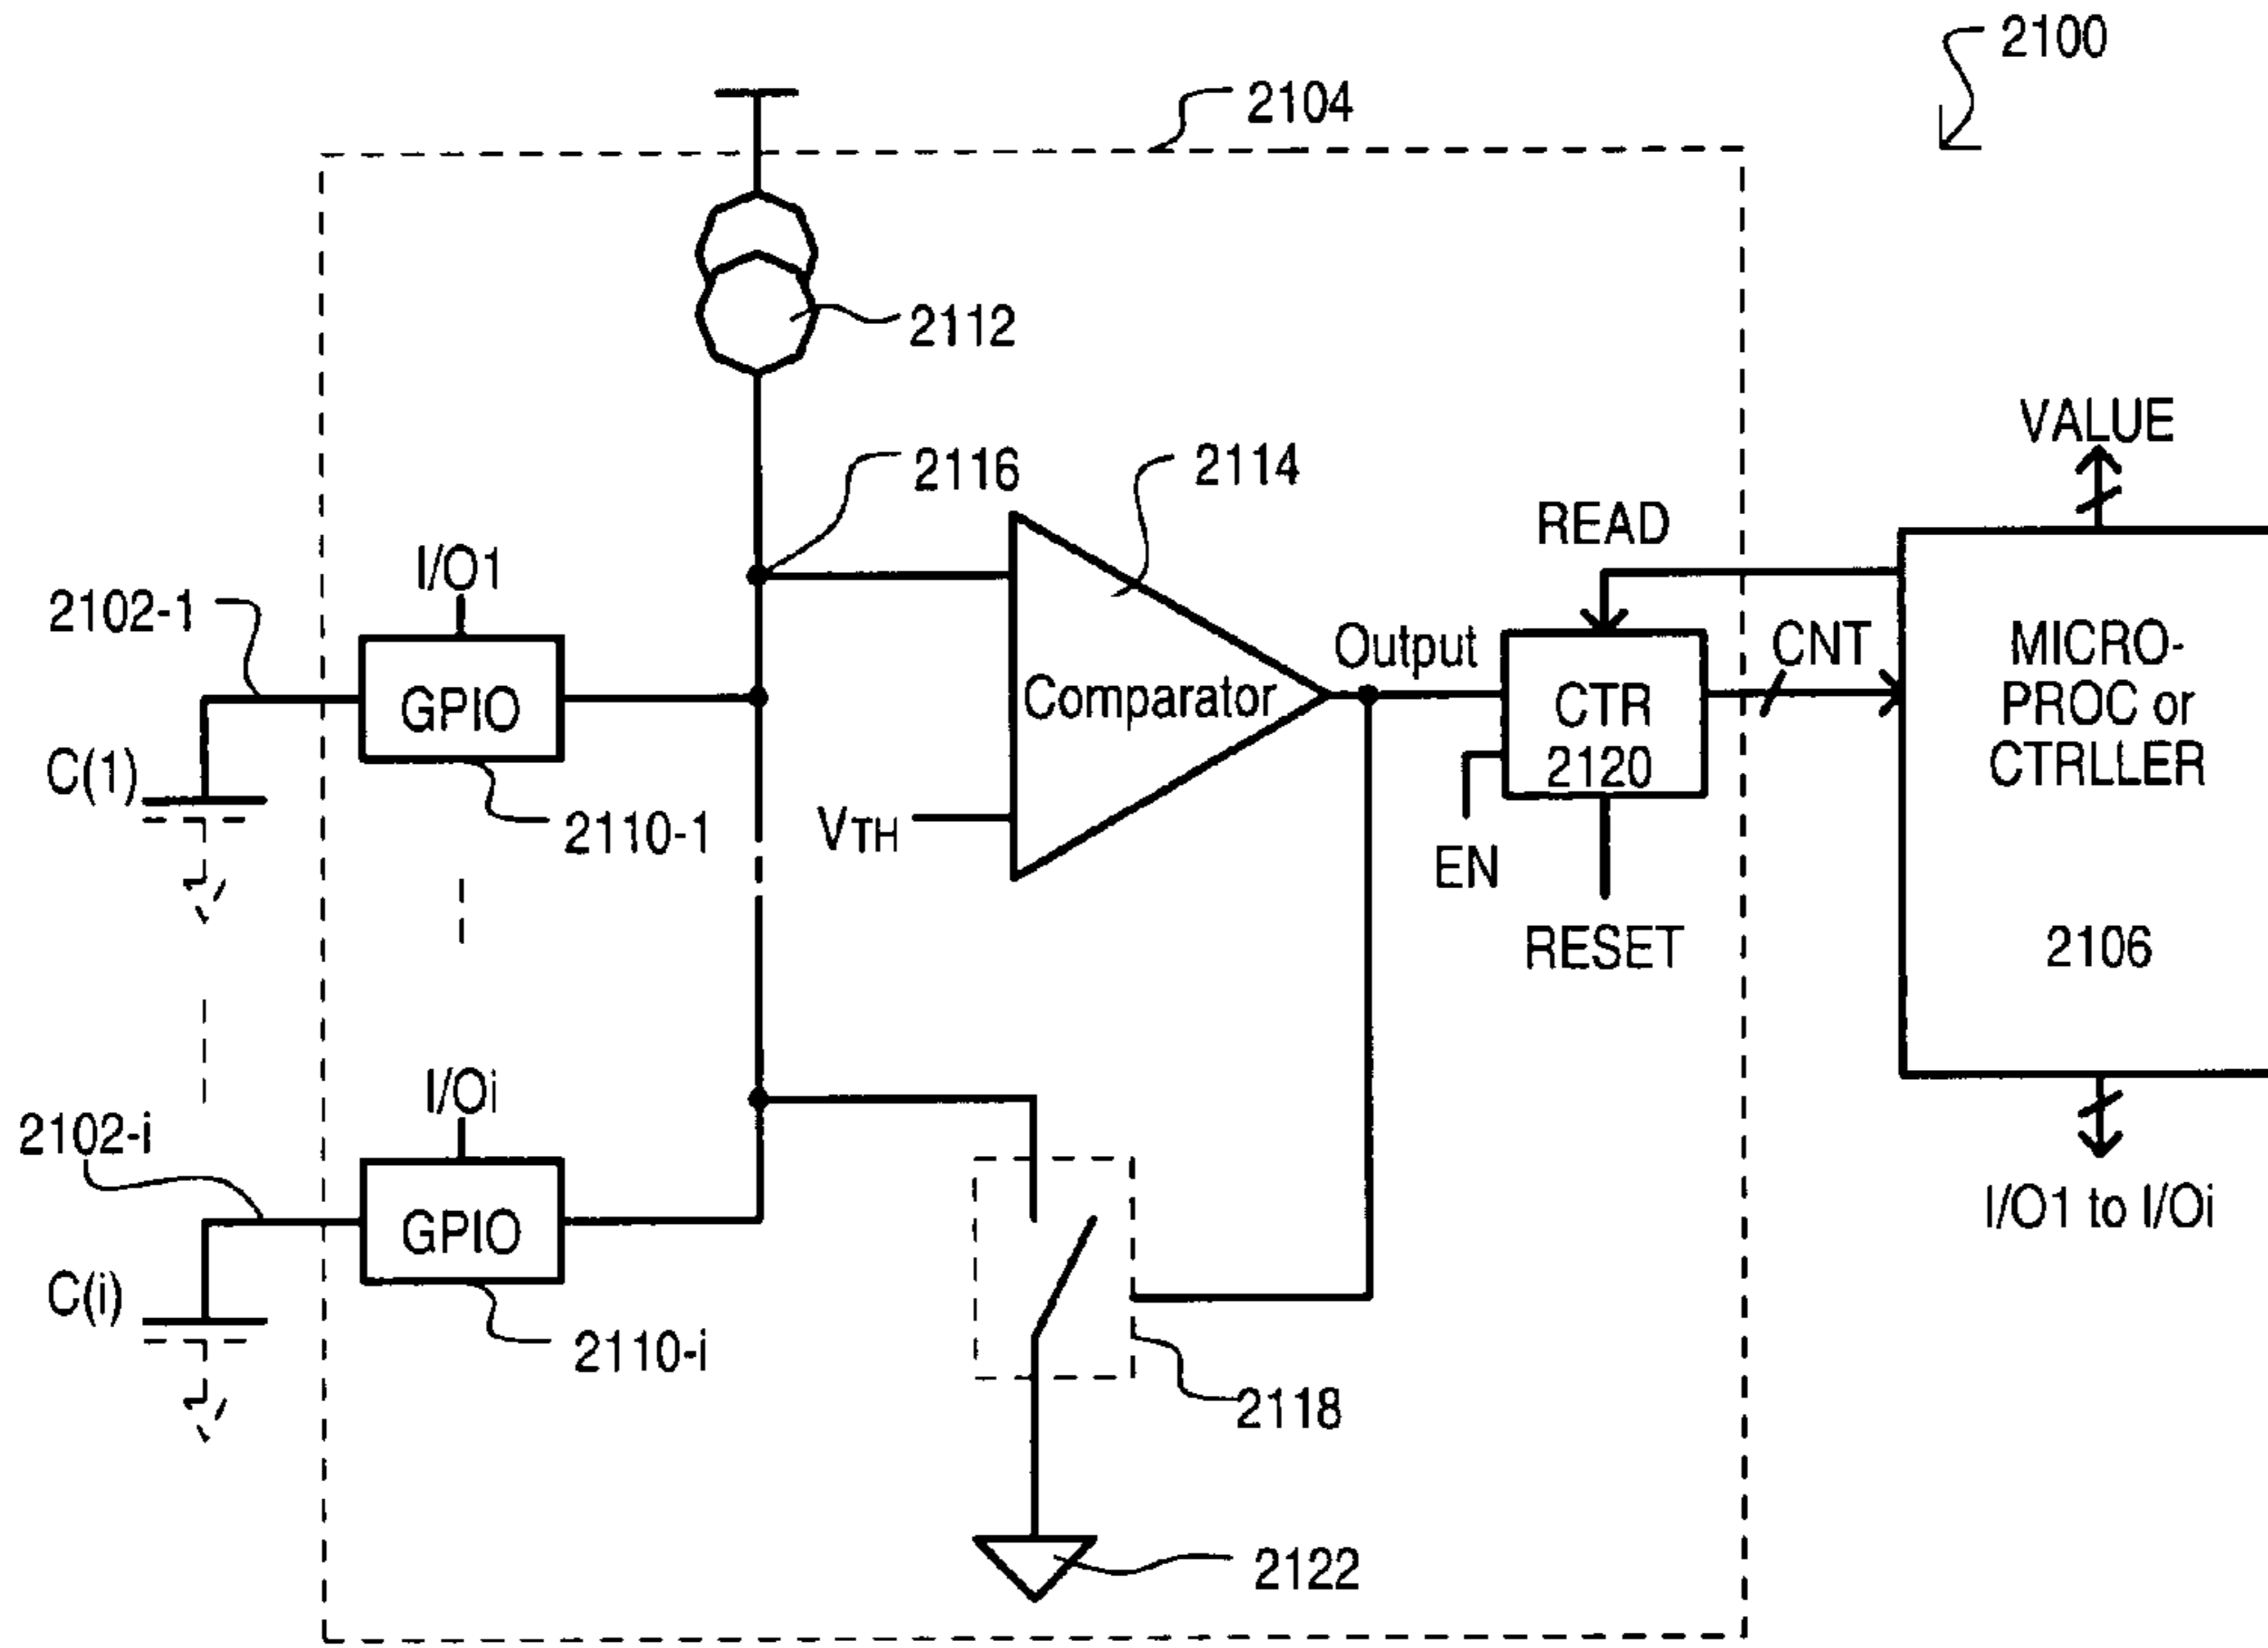 2100
2104
2112
VALUE
2116
2114
READ
I/O1
2102-1
Output
CNT
MICRO-
PROC or
CTRLLER
GPIO
Comparator
CTR
2120
C(1)
2110-1
VTH
EN
RESET
2106
I/Oi
2102-i
GPIO
I/O1 to I/Oi
C(i)
2110-i
2118
2122